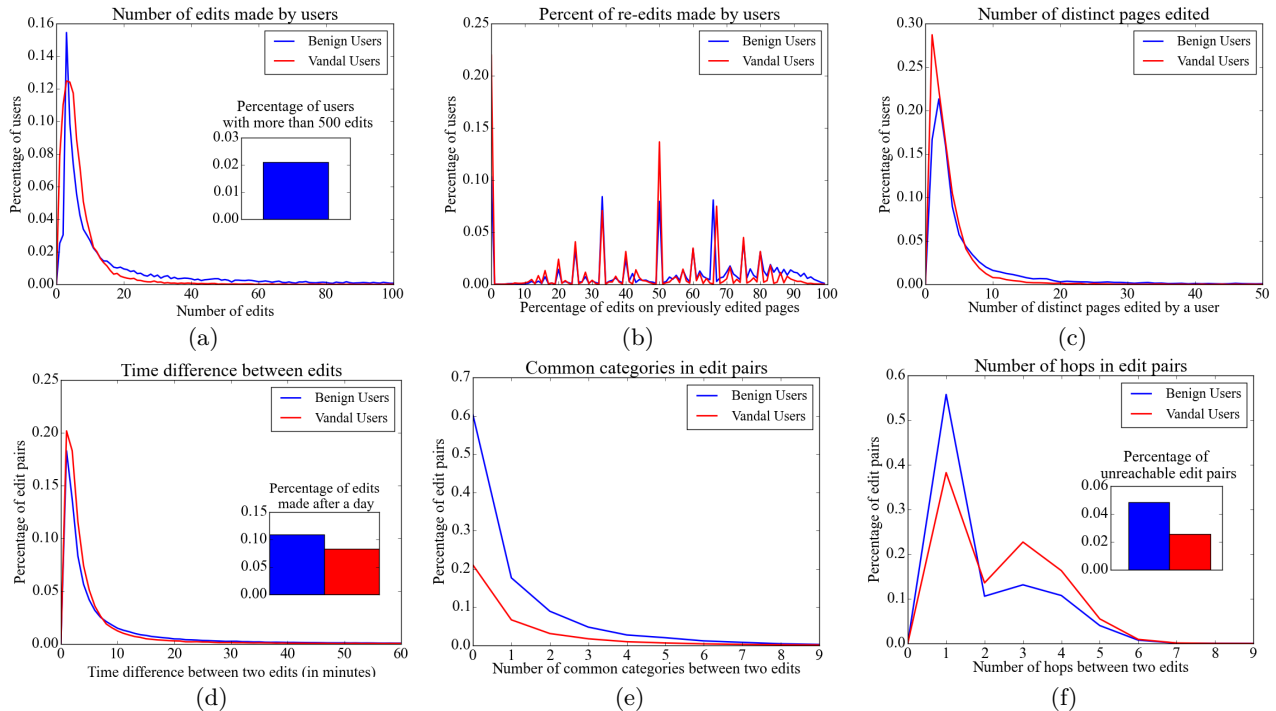 Number of edits made by users
0.16
0.14
0.12
0.10
0.08
0.06
0.04
0.02
0.00
Percentage of users
Benign Users
Vandal Users
Percentage of users
with more than 500 edits
0.03
0.02
0.01
0.00
0 20 40 60 80 100
Number of edits
(a)
Percent of re-edits made by users
0.25
0.20
0.15
0.10
0.05
0.00
Percentage of users
Benign Users
Vandal Users
0 10 20 30 40 50 60 70 80 90 100
Percentage of edits on previously edited pages
(b)
Number of distinct pages edited
0.30
0.25
0.20
0.15
0.10
0.05
0.00
Percentage of users
Benign Users
Vandal Users
0 10 20 30 40 50
Number of distinct pages edited by a user
(c)
Time difference between edits
0.25
0.20
0.15
0.10
0.05
0.00
Percentage of edit pairs
Benign Users
Vandal Users
Percentage of edits
made after a day
0.15
0.10
0.05
0.00
0 10 20 30 40 50 60
Time difference between two edits (in minutes)
(d)
Common categories in edit pairs
0.7
0.6
0.5
0.4
0.3
0.2
0.1
0.0
Percentage of edit pairs
Benign Users
Vandal Users
0 1 2 3 4 5 6 7 8 9
Number of common categories between two edits
(e)
Number of hops in edit pairs
0.5
0.4
0.3
0.2
0.1
0.0
Percentage of edit pairs
Benign Users
Vandal Users
Percentage of
unreachable edit pairs
0.06
0.04
0.02
0.00
0 1 2 3 4 5 6 7 8 9
Number of hops between two edits
(f)